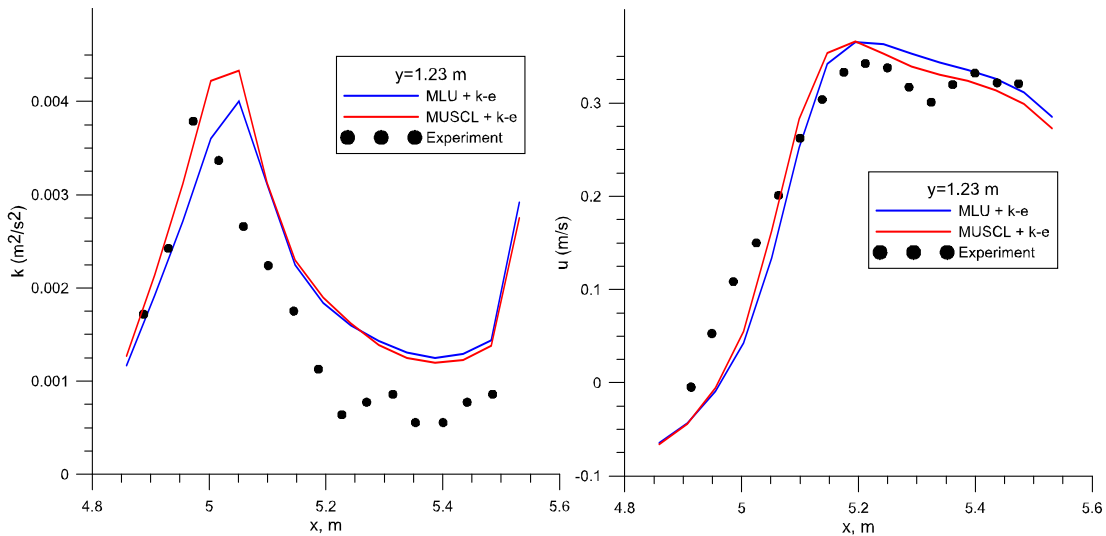 y=1.23 m
MLU + k-e
MUSCL + k-e
Experiment
k (m2/s2)
0.004
0.003
0.002
0.001
0
4.8
5
5.2
5.4
5.6
x, m
y=1.23 m
MLU + k-e
MUSCL + k-e
Experiment
u (m/s)
0.3
0.2
0.1
0
-0.1
4.8
5
5.2
5.4
5.6
x, m